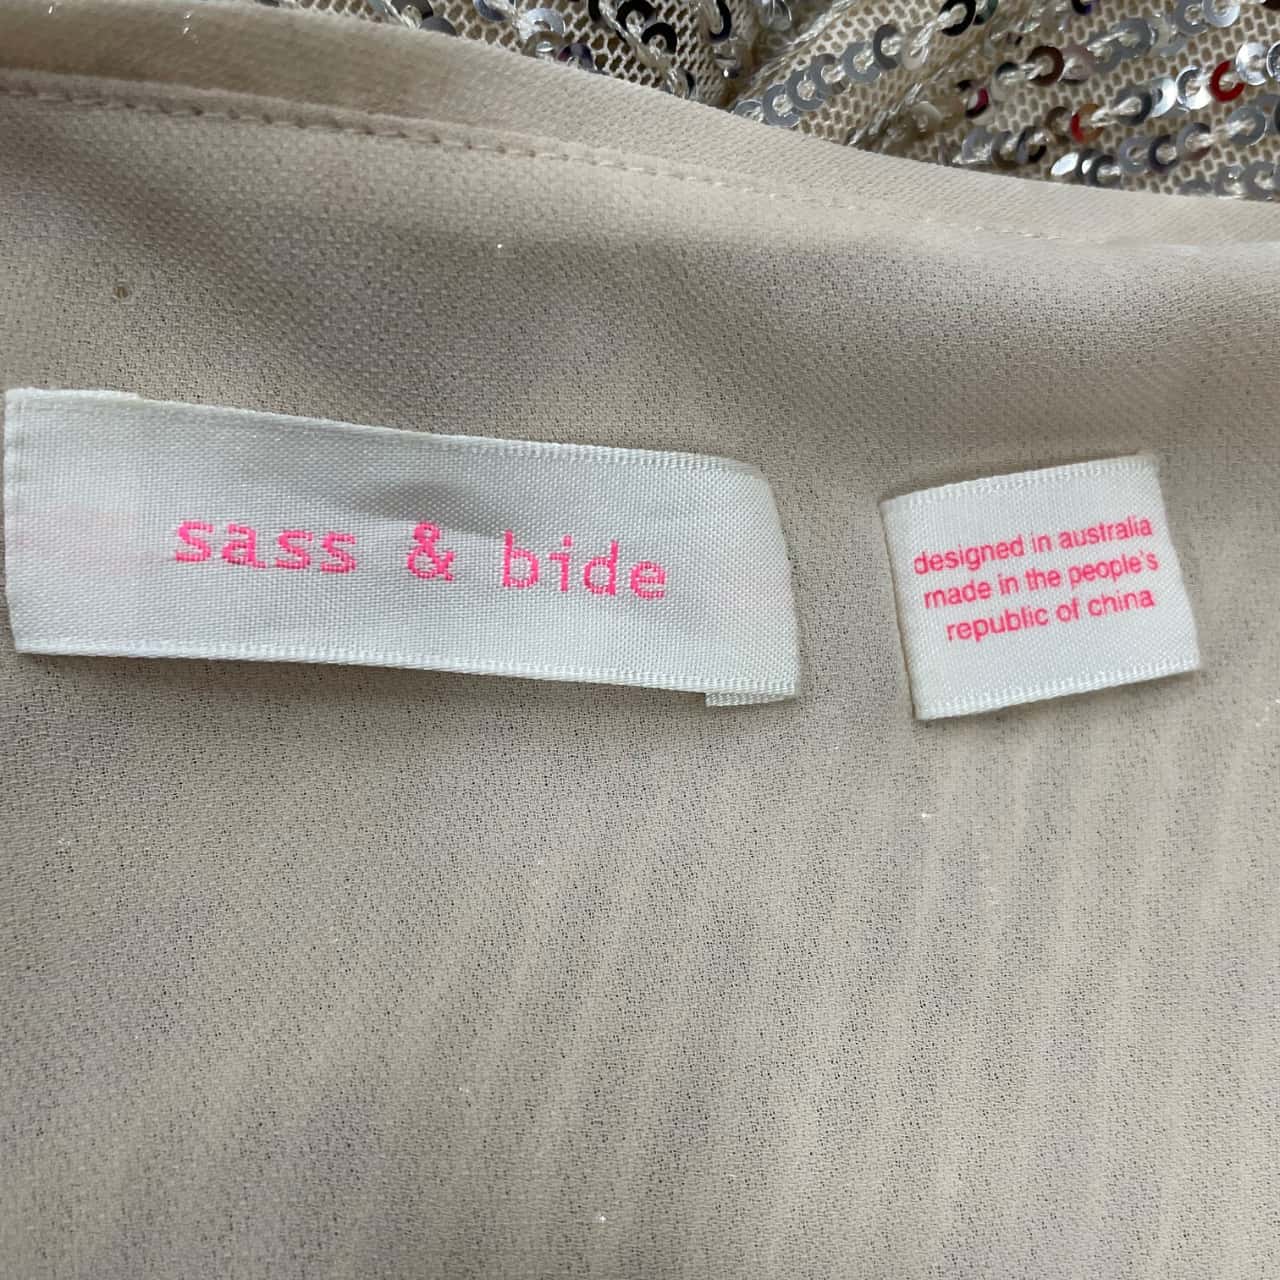 sass & bide
designed in australia
made in the people's
republic of china